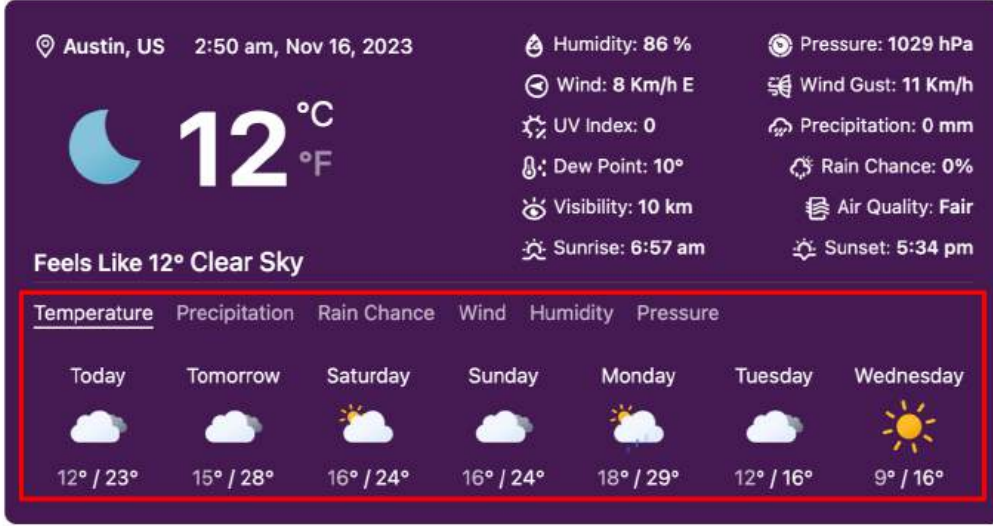 Austin, US 2:50 am, Nov 16, 2023
12 °C
°F
Feels Like 12° Clear Sky
Humidity: 86 % Pressure: 1029 hPa
Wind: 8 Km/h E Wind Gust: 11 Km/h
UV Index: 0 Precipitation: 0 mm
Dew Point: 10° Rain Chance: 0%
Visibility: 10 km Air Quality: Fair
Sunrise: 6:57 am Sunset: 5:34 pm
Temperature Precipitation Rain Chance Wind Humidity Pressure
Today Tomorrow Saturday Sunday Monday Tuesday Wednesday
12° / 23° 15° / 28° 16° / 24° 16° / 24° 18° / 29° 12° / 16° 9° / 16°